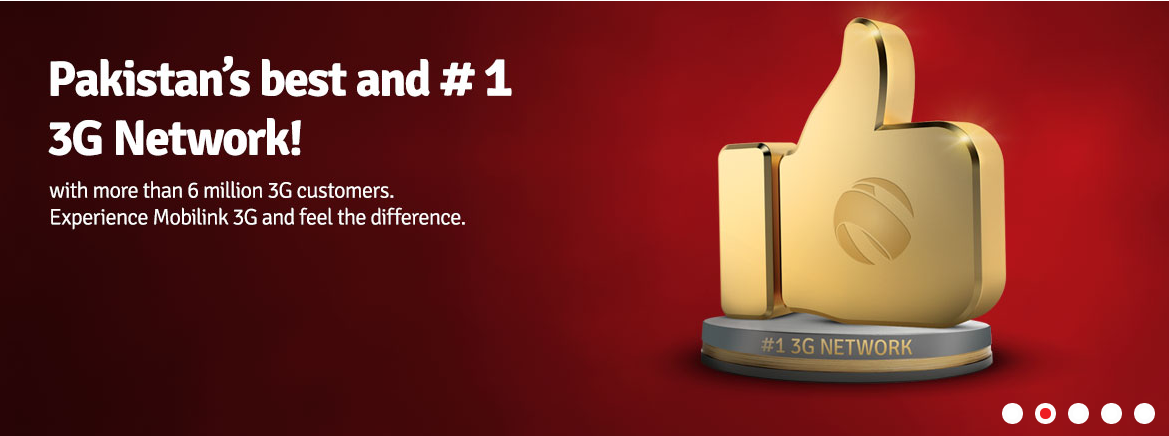 Pakistan's best and # 1
3G Network!
with more than 6 million 3G customers.
Experience Mobilink 3G and feel the difference.
#1 3G NETWORK